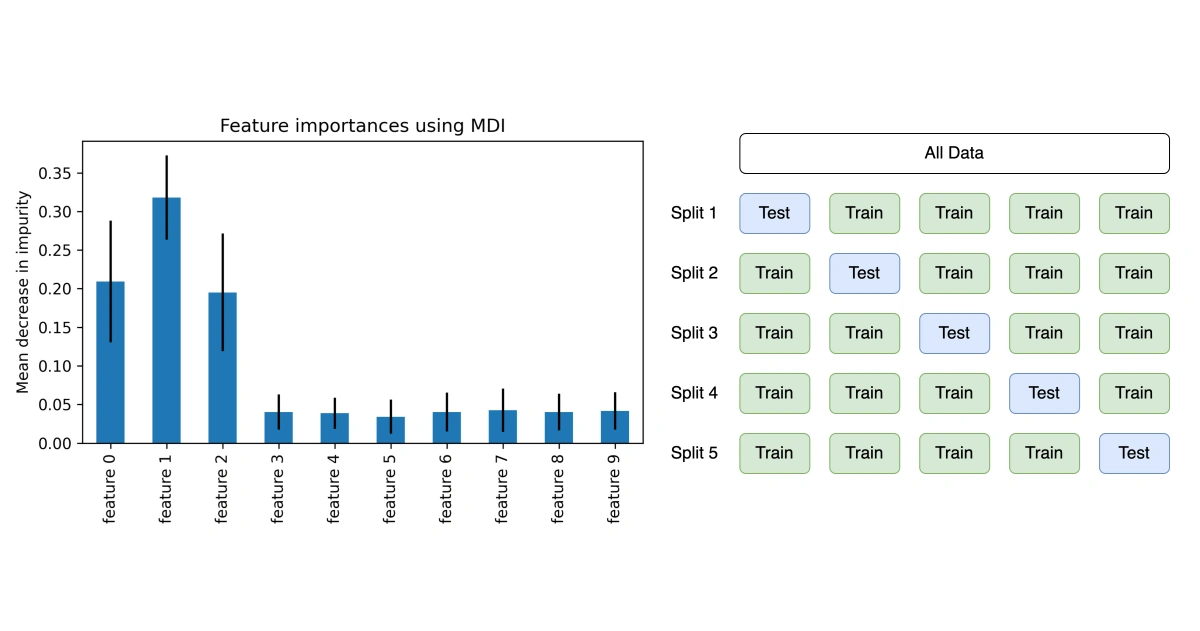 Feature importances using MDI
Mean decrease in impurity
0.35
0.30
0.25
0.20
0.15
0.10
0.05
0.00
feature 0
feature 1
feature 2
feature 3
feature 4
feature 5
feature 6
feature 7
feature 8
feature 9
All Data
Split 1 Test Train Train Train Train
Split 2 Train Test Train Train Train
Split 3 Train Train Test Train Train
Split 4 Train Train Train Test Train
Split 5 Train Train Train Train Test